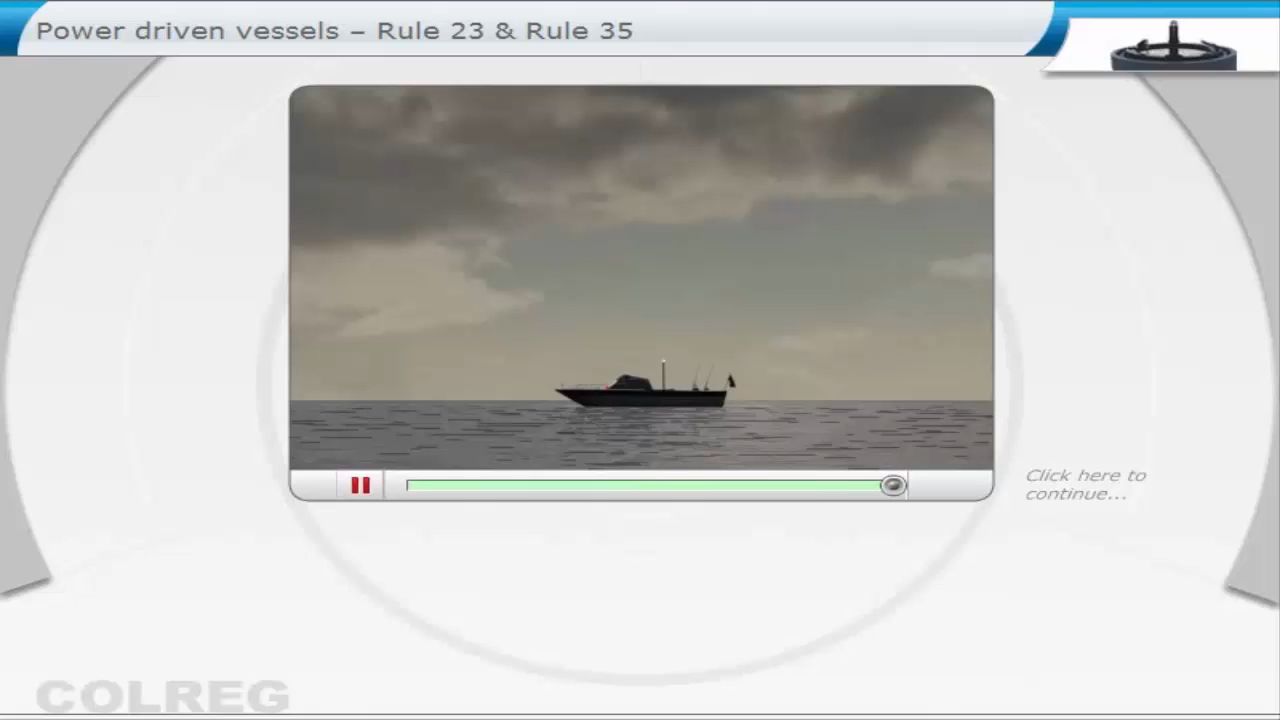 Power driven vessels – Rule 23 & Rule 35
Click here to
continue...
COLREG